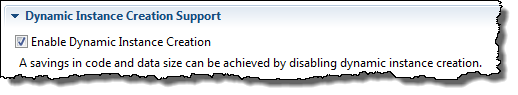 Dynamic Instance Creation Support
Enable Dynamic Instance Creation
A savings in code and data size can be achieved by disabling dynamic instance creation.